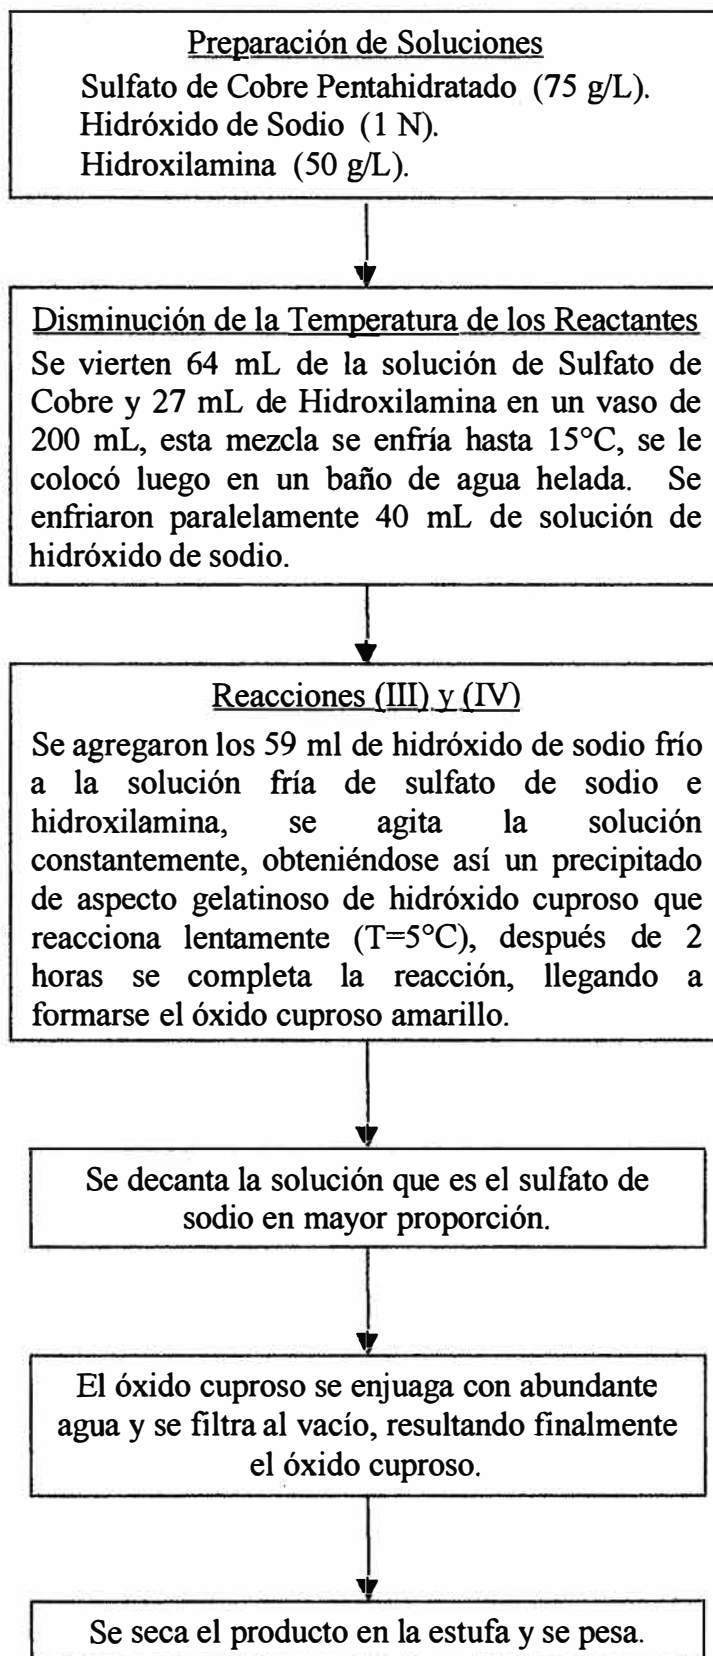 Preparación de Soluciones
Sulfato de Cobre Pentahidratado (75 g/L).
Hidróxido de Sodio (1 N).
Hidroxilamina (50 g/L).
Disminución de la Temperatura de los Reactantes
Se vierten 64 mL de la solución de Sulfato de
Cobre y 27 mL de Hidroxilamina en un vaso de
200 mL, esta mezcla se enfría hasta 15°C, se le
colocó luego en un baño de agua helada. Se
enfriaron paralelamente 40 mL de solución de
hidróxido de sodio.
Reacciones (III) y (IV)
Se agregaron los 59 ml de hidróxido de sodio frío
a la solución fría de sulfato de sodio e
hidroxilamina, se agita la solución
constantemente, obteniéndose así un precipitado
de aspecto gelatinoso de hidróxido cuproso que
reacciona lentamente (T=5°C), después de 2
horas se completa la reacción, llegando a
formarse el óxido cuproso amarillo.
Se decanta la solución que es el sulfato de
sodio en mayor proporción.
El óxido cuproso se enjuaga con abundante
agua y se filtra al vacío, resultando finalmente
el óxido cuproso.
Se seca el producto en la estufa y se pesa.